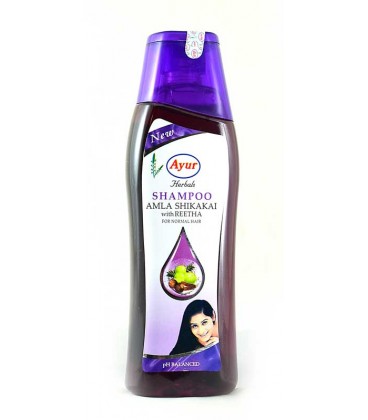 New
Ayur
Herbals
SHAMPOO
AMLA SHIKAKAI
with REETHA
FOR NORMAL HAIR
pH BALANCED